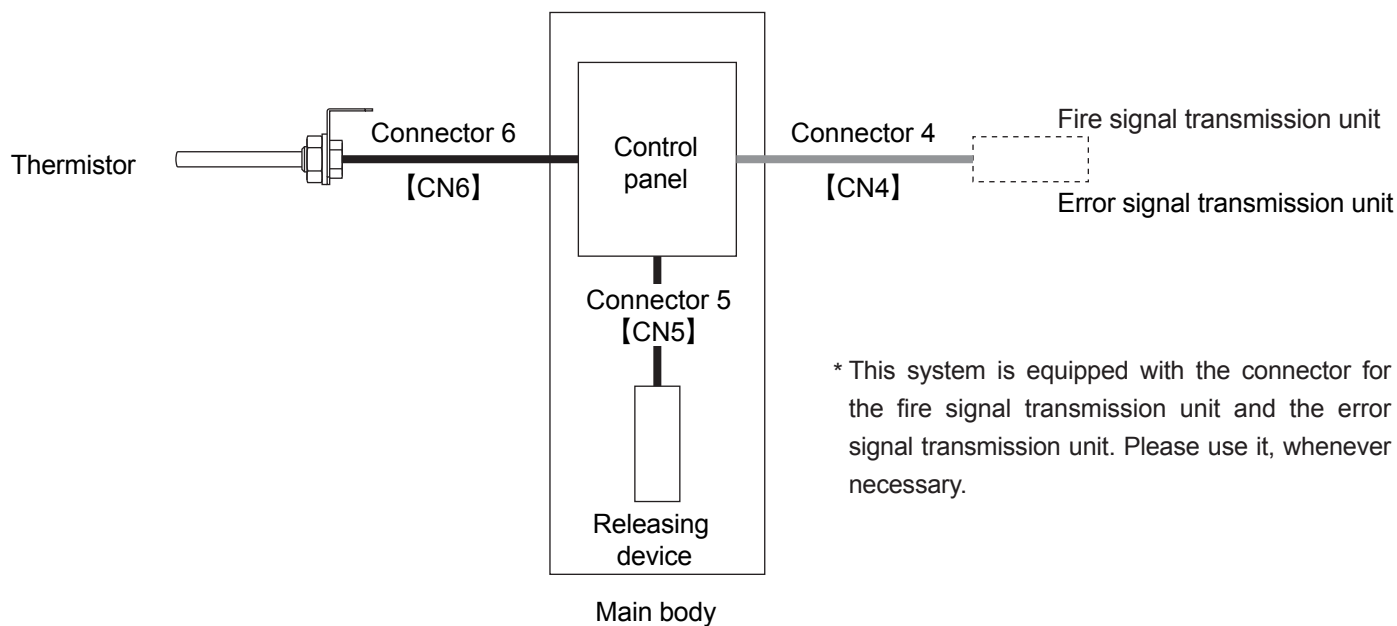 Thermistor
Connector 6
【CN6】
Control
panel
Connector 4
【CN4】
Fire signal transmission unit
Error signal transmission unit
Connector 5
【CN5】
Releasing
device
Main body
* This system is equipped with the connector for
the fire signal transmission unit and the error
signal transmission unit. Please use it, whenever
necessary.